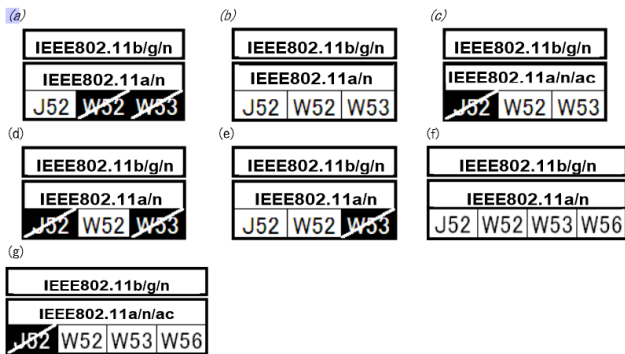 (a) (b) (c)
IEEE802.11b/g/n IEEE802.11b/g/n IEEE802.11b/g/n
IEEE802.11a/n IEEE802.11a/n IEEE802.11a/n/ac
J52 W52 W53 J52 W52 W53 J52 W52 W53
(d) (e) (f)
IEEE802.11b/g/n IEEE802.11b/g/n IEEE802.11b/g/n
IEEE802.11a/n IEEE802.11a/n IEEE802.11a/n
J52 W52 W53 J52 W52 W53 J52 W52 W53 W56
(g)
IEEE802.11b/g/n
IEEE802.11a/n/ac
J52 W52 W53 W56